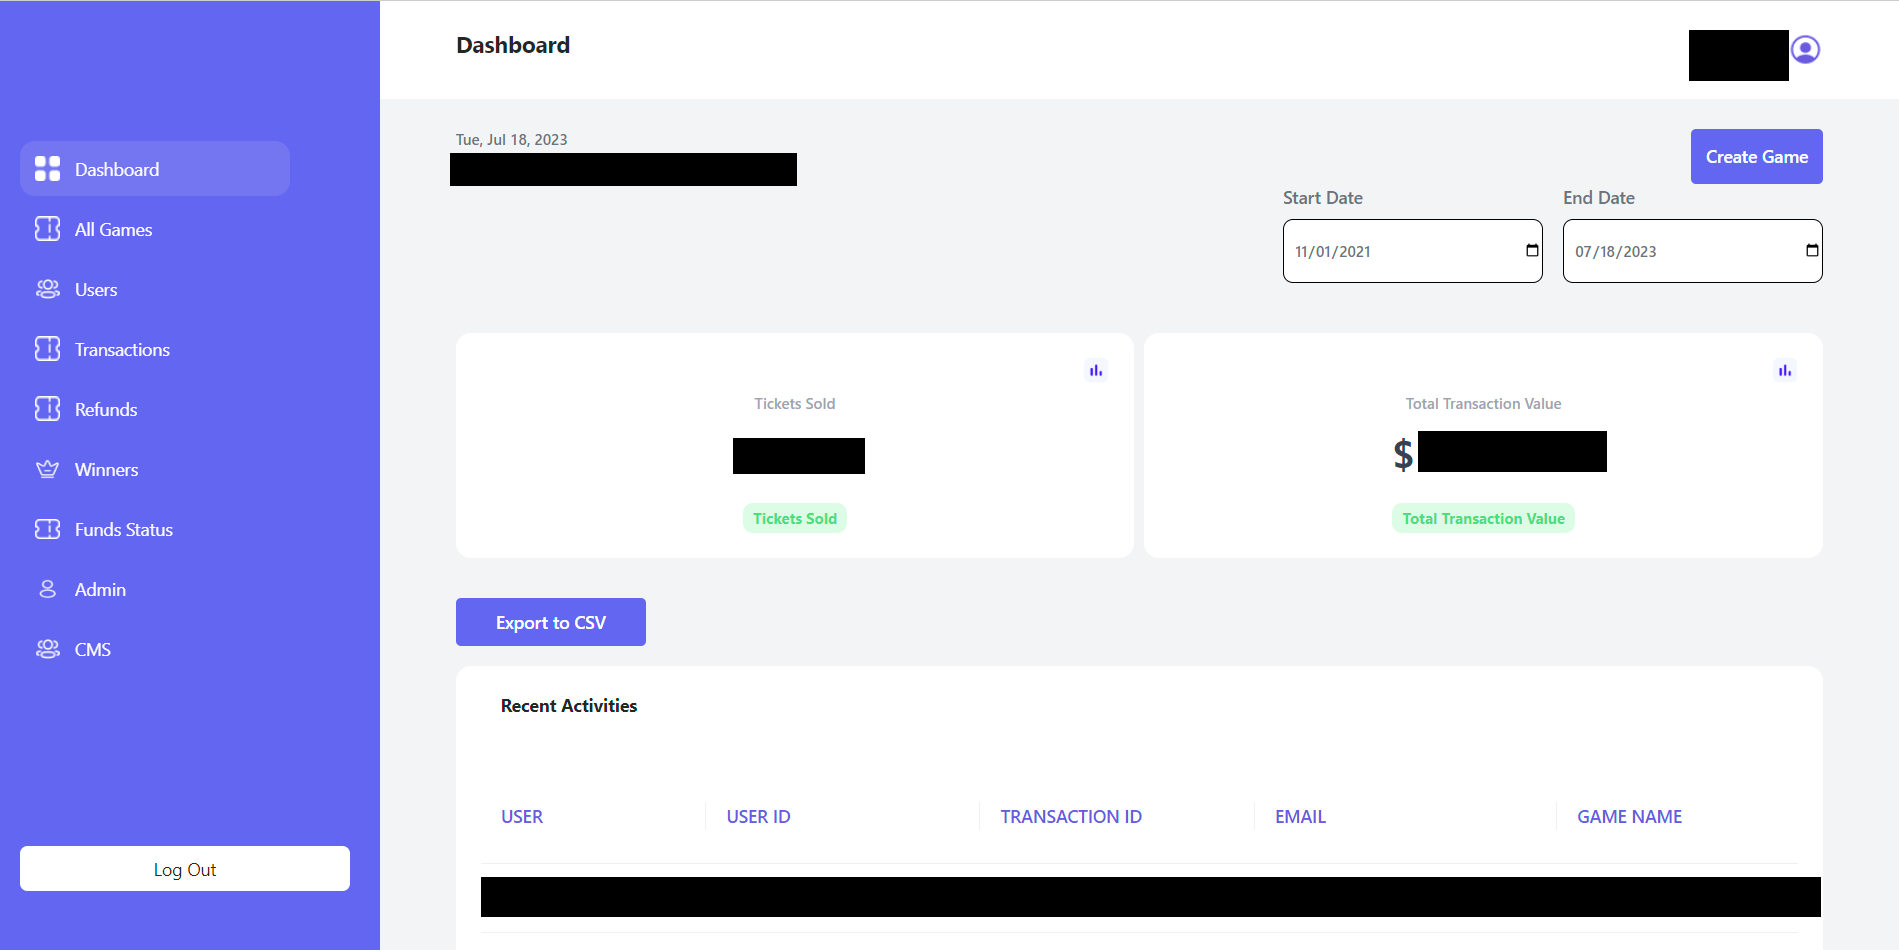 Dashboard
Dashboard
All Games
Users
Transactions
Refunds
Winners
Funds Status
Admin
CMS
Log Out
Tue, Jul 18, 2023
Create Game
Start Date
End Date
11/01/2021
07/18/2023
Tickets Sold
Tickets Sold
Total Transaction Value
$
Total Transaction Value
Export to CSV
Recent Activities
USER
USER ID
TRANSACTION ID
EMAIL
GAME NAME